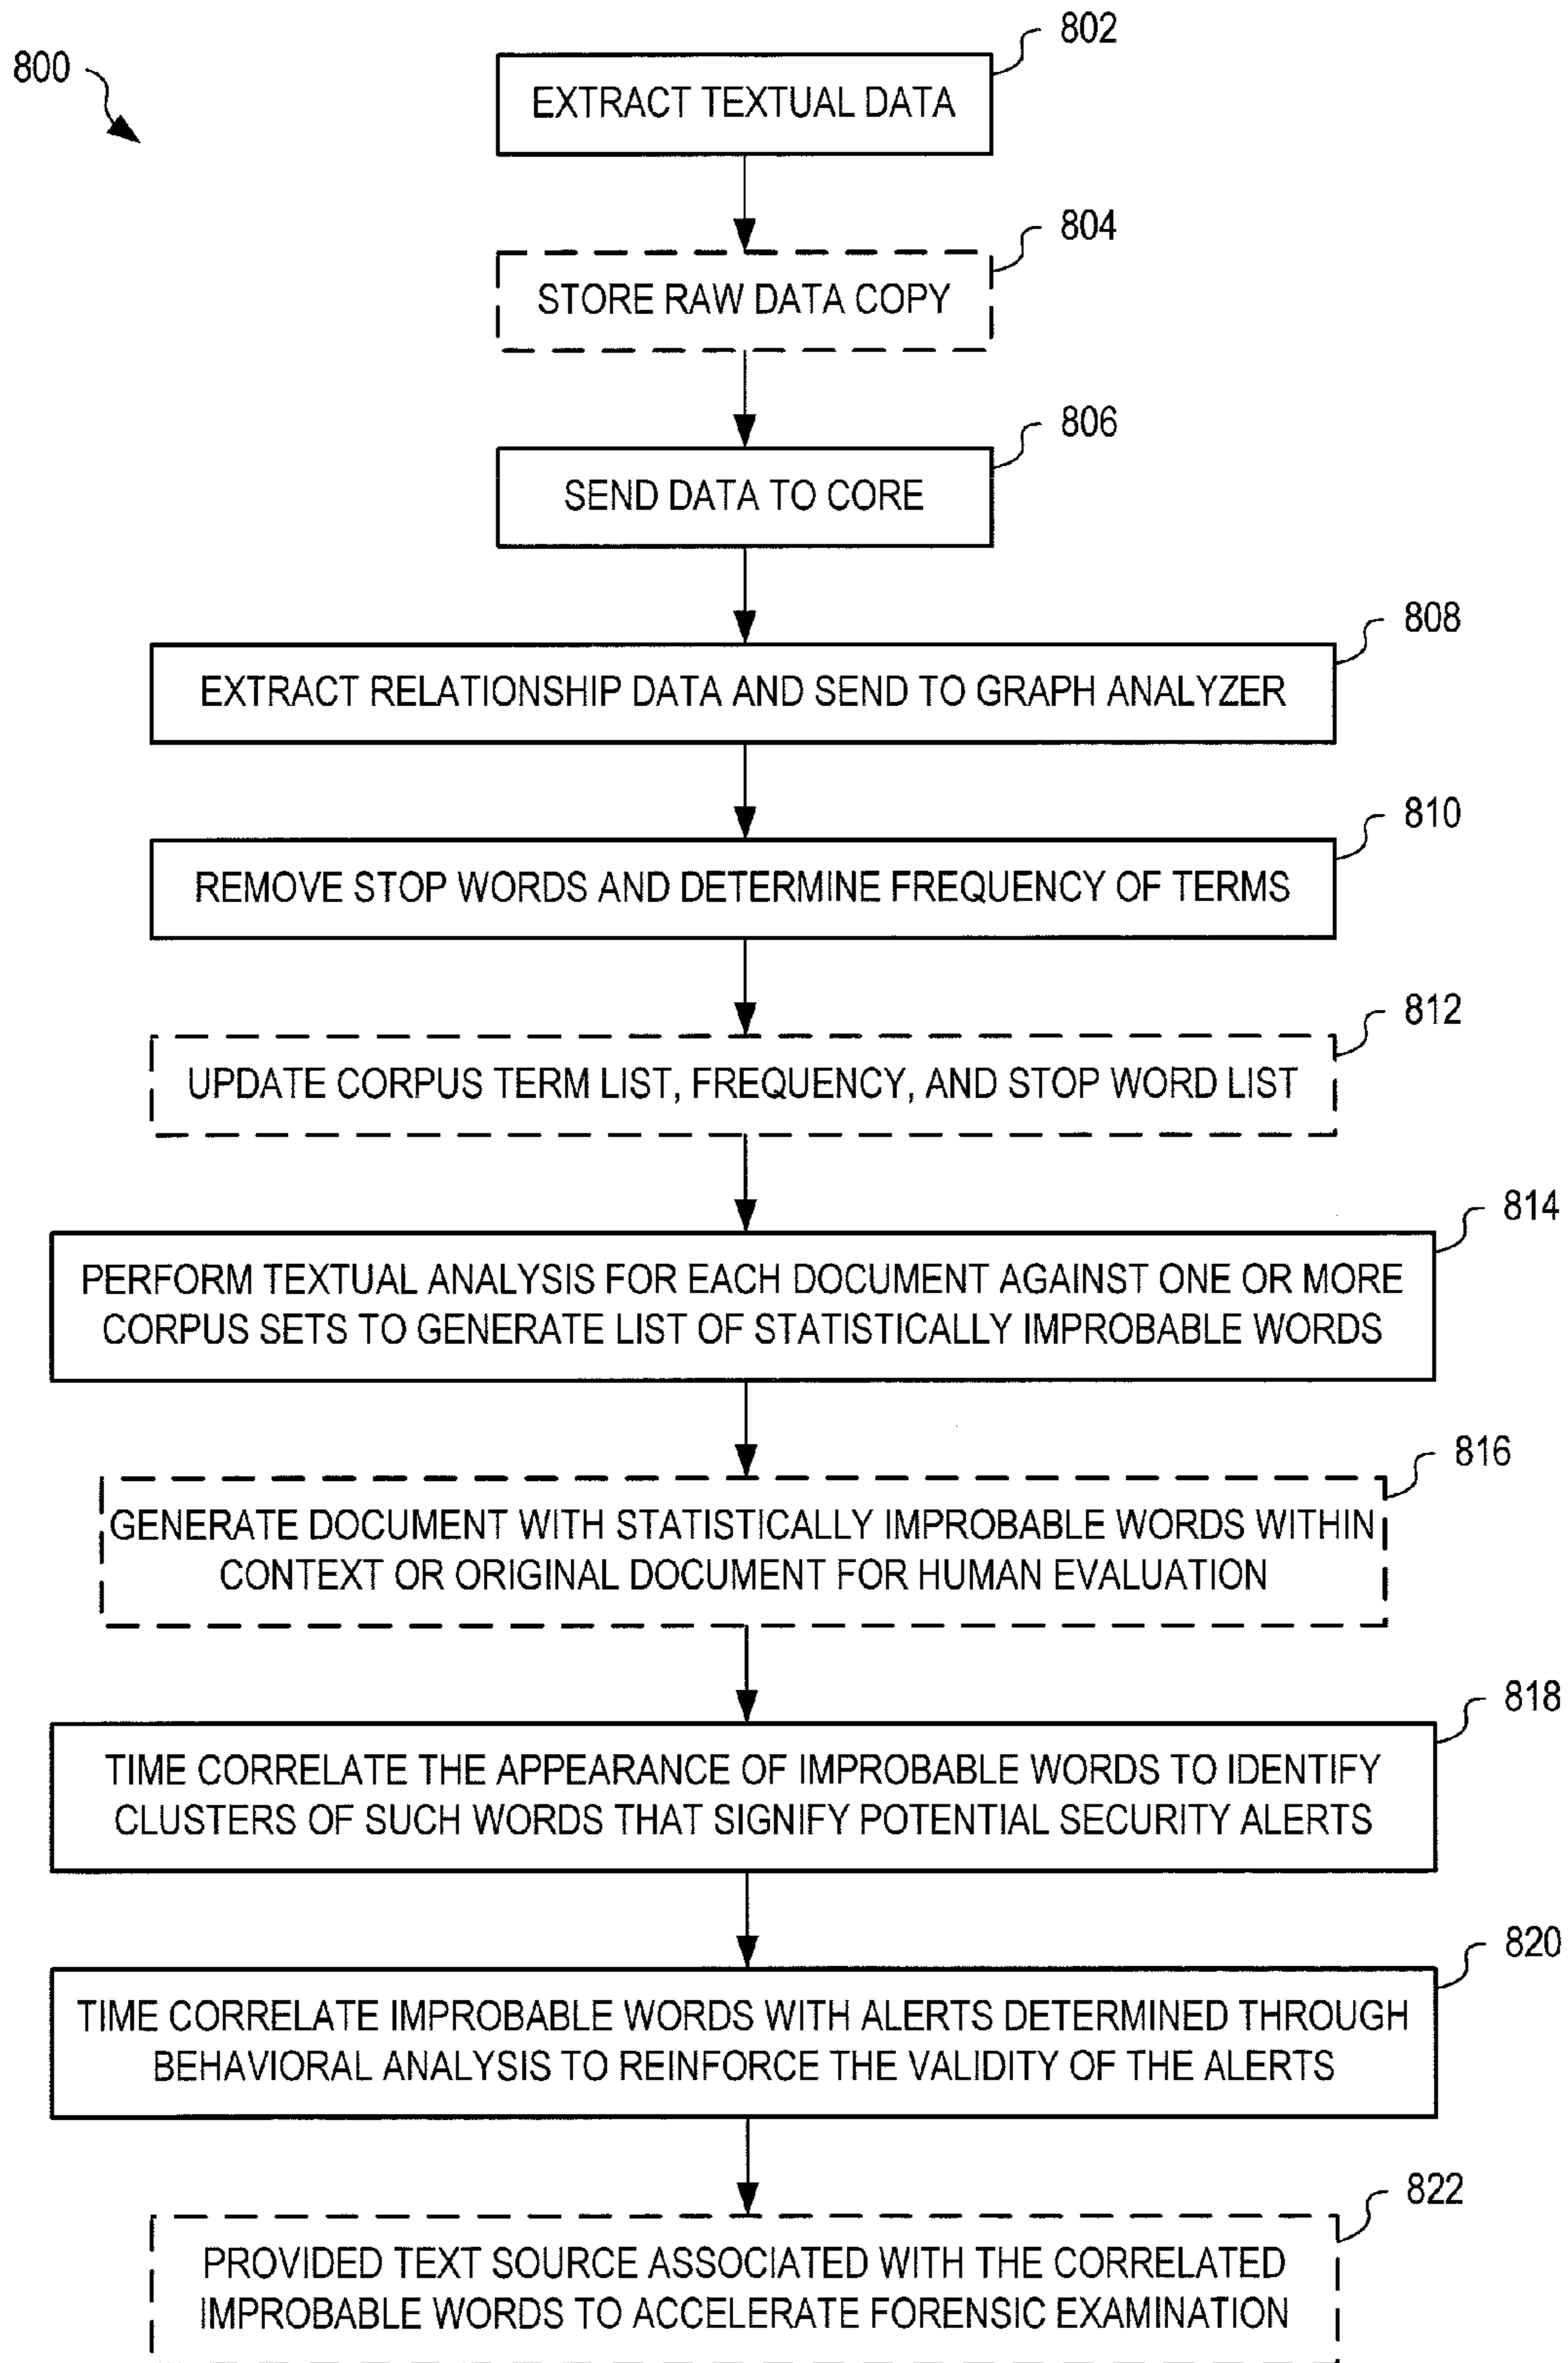 800
802
EXTRACT TEXTUAL DATA
804
STORE RAW DATA COPY
806
SEND DATA TO CORE
808
EXTRACT RELATIONSHIP DATA AND SEND TO GRAPH ANALYZER
810
REMOVE STOP WORDS AND DETERMINE FREQUENCY OF TERMS
812
UPDATE CORPUS TERM LIST, FREQUENCY, AND STOP WORD LIST
814
PERFORM TEXTUAL ANALYSIS FOR EACH DOCUMENT AGAINST ONE OR MORE
CORPUS SETS TO GENERATE LIST OF STATISTICALLY IMPROBABLE WORDS
816
GENERATE DOCUMENT WITH STATISTICALLY IMPROBABLE WORDS WITHIN
CONTEXT OR ORIGINAL DOCUMENT FOR HUMAN EVALUATION
818
TIME CORRELATE THE APPEARANCE OF IMPROBABLE WORDS TO IDENTIFY
CLUSTERS OF SUCH WORDS THAT SIGNIFY POTENTIAL SECURITY ALERTS
820
TIME CORRELATE IMPROBABLE WORDS WITH ALERTS DETERMINED THROUGH
BEHAVIORAL ANALYSIS TO REINFORCE THE VALIDITY OF THE ALERTS
822
PROVIDED TEXT SOURCE ASSOCIATED WITH THE CORRELATED
IMPROBABLE WORDS TO ACCELERATE FORENSIC EXAMINATION